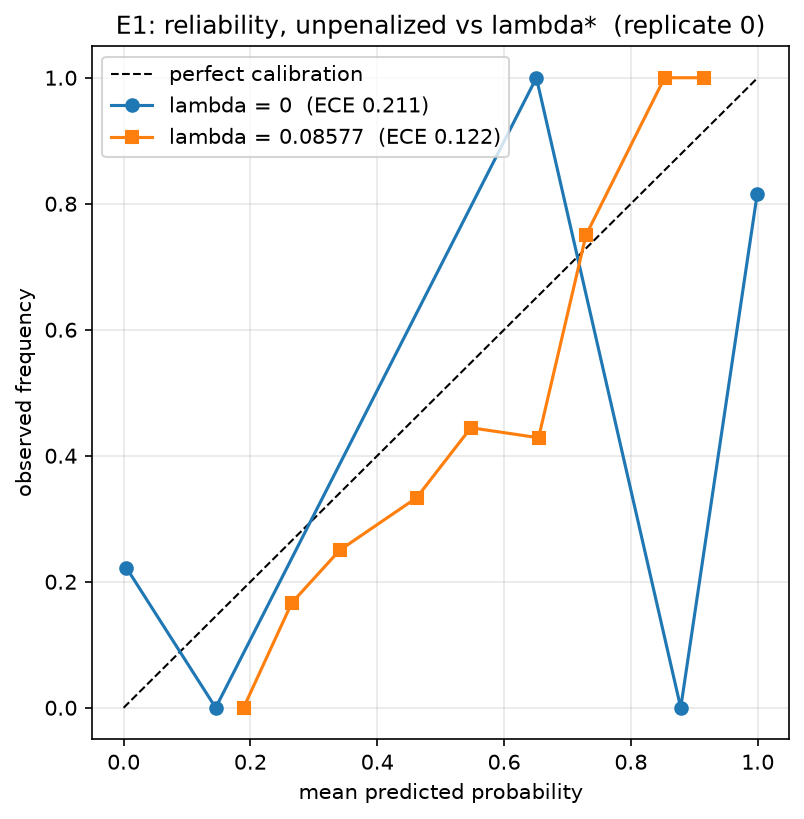 E1: reliability, unpenalized vs lambda*  (replicate 0)
perfect calibration
lambda = 0  (ECE 0.211)
lambda = 0.08577  (ECE 0.122)
observed frequency
1.0
0.8
0.6
0.4
0.2
0.0
0.0 0.2 0.4 0.6 0.8 1.0
mean predicted probability